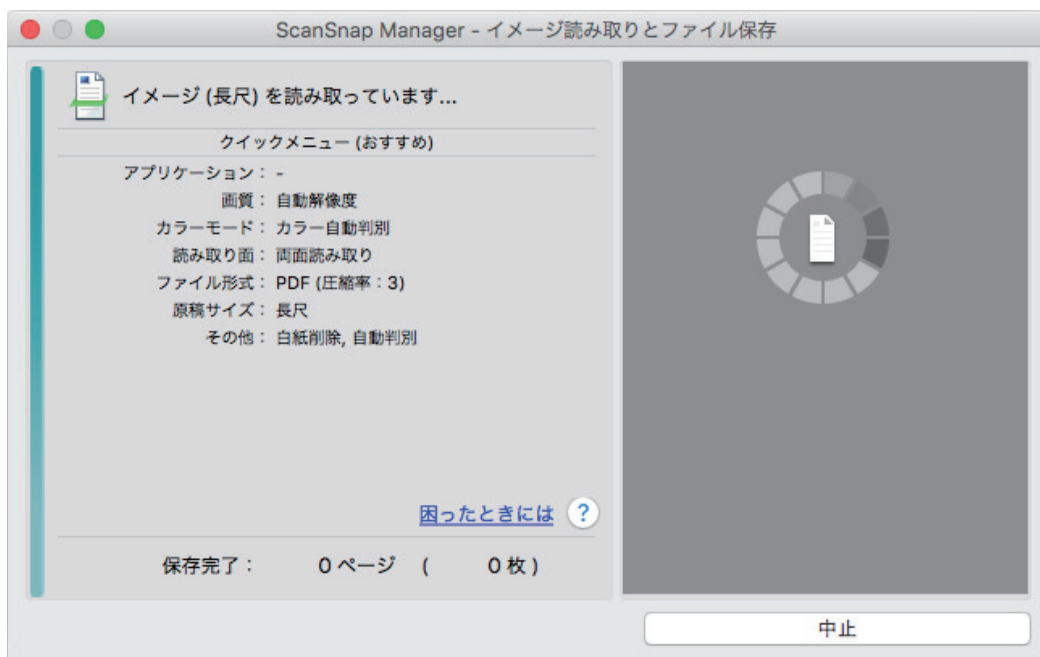 ScanSnap Manager - イメージ読み取りとファイル保存
イメージ (長尺) を読み取っています...
クイックメニュー (おすすめ)
アプリケーション： -
画質： 自動解像度
カラーモード： カラー自動判別
読み取り面： 両面読み取り
ファイル形式： PDF (圧縮率：3)
原稿サイズ： 長尺
その他： 白紙削除, 自動判別
困ったときには ?
保存完了： 0 ページ ( 0 枚 )
中止